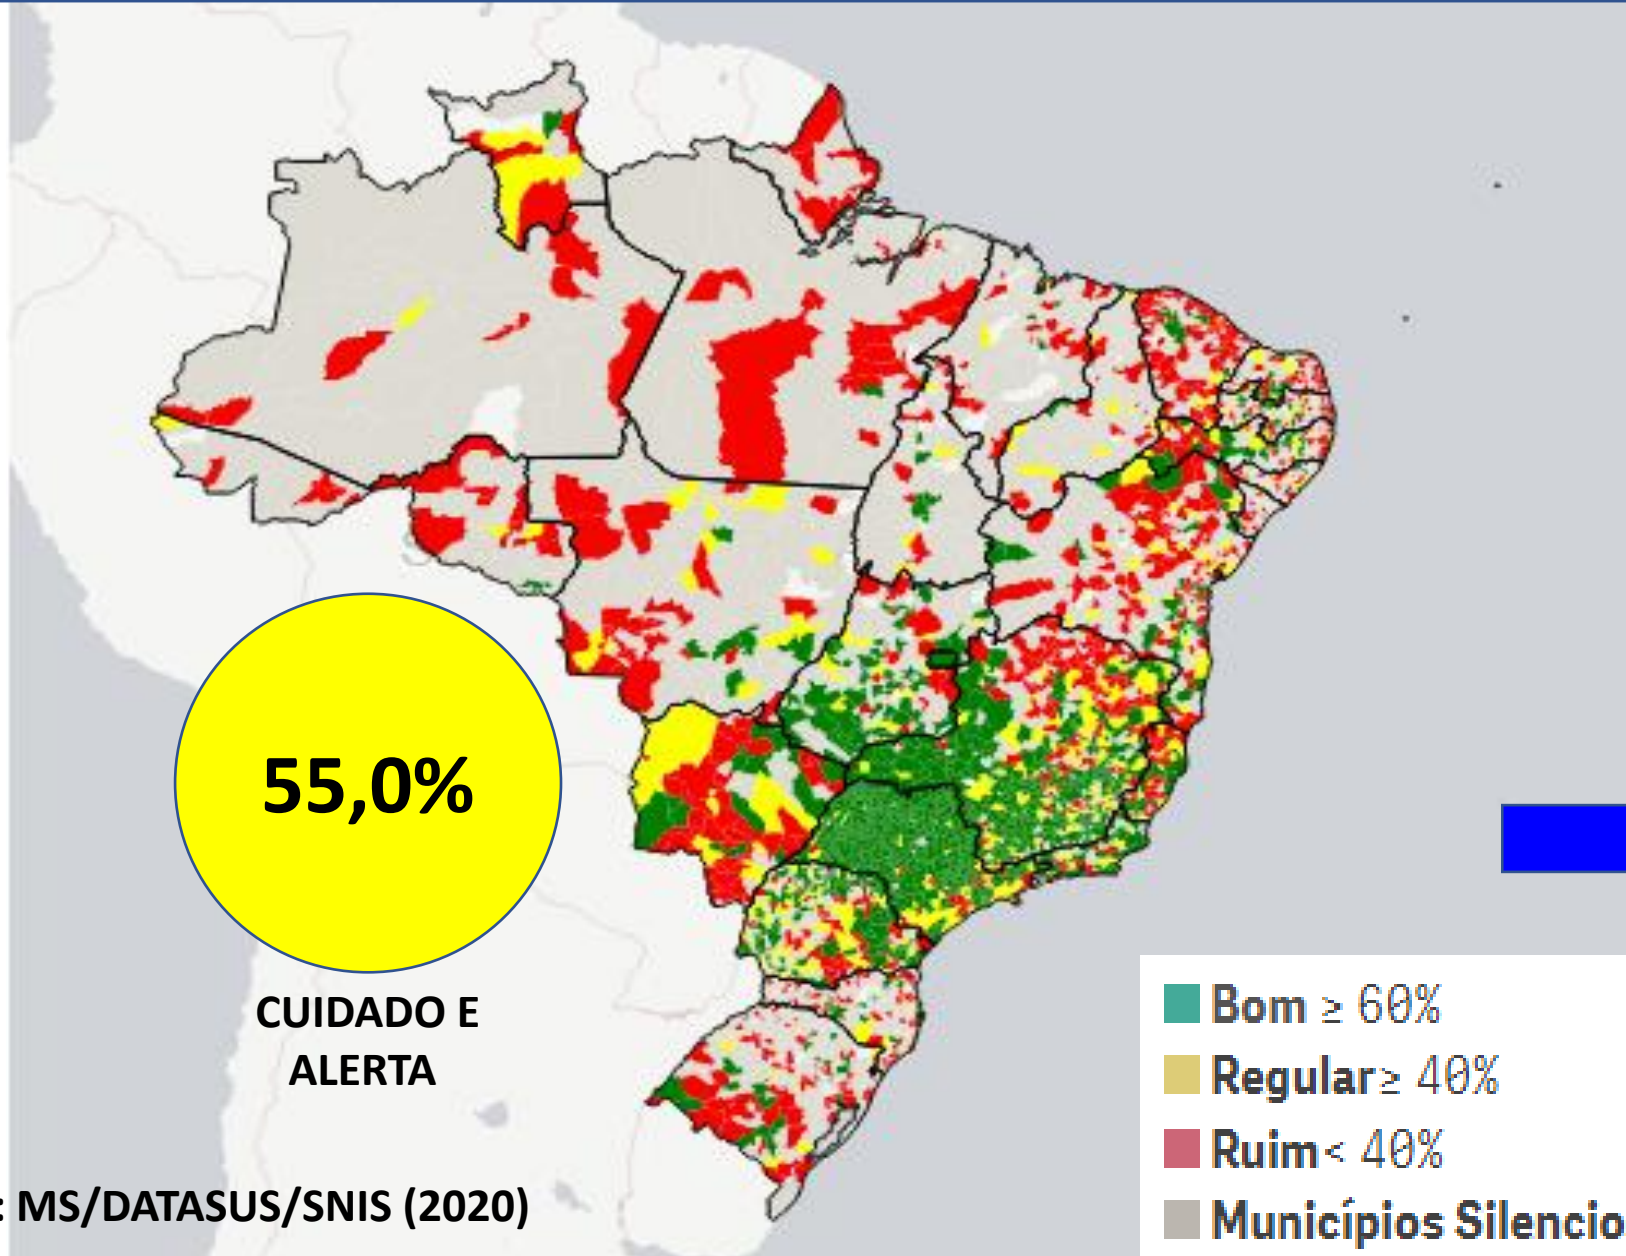 55,0%
CUIDADO E
ALERTA
: MS/DATASUS/SNIS (2020)
Bom ≥ 60%
Regular ≥ 40%
Ruim < 40%
Municípios Silencio